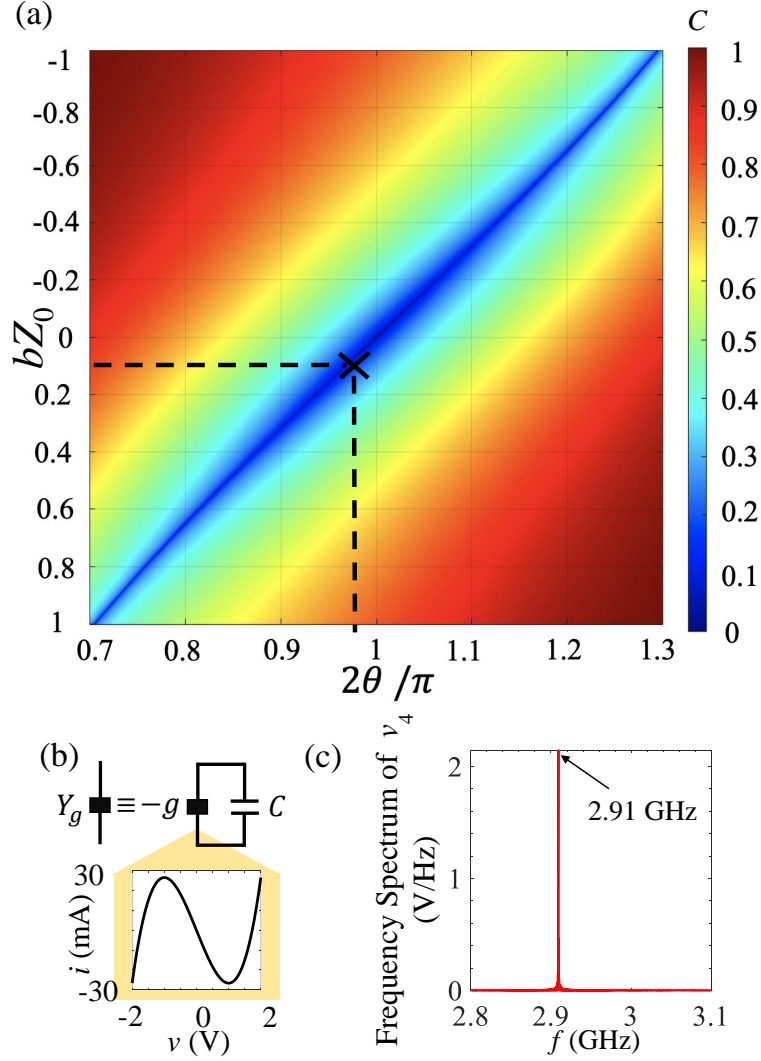 (a)
C
-1
-0.8
-0.6
-0.4
-0.2
0
0.2
0.4
0.6
0.8
1
bZ₀
0.7
0.8
0.9
1
1.1
1.2
1.3
2θ /π
1
0.9
0.8
0.7
0.6
0.5
0.4
0.3
0.2
0.1
0
(b)
Y_g ≡ −g C
30
-30
i (mA)
-2 0 2
v (V)
(c)
Frequency Spectrum of v₄
(V/Hz)
2
1
0
2.91 GHz
2.8 2.9 3 3.1
f (GHz)